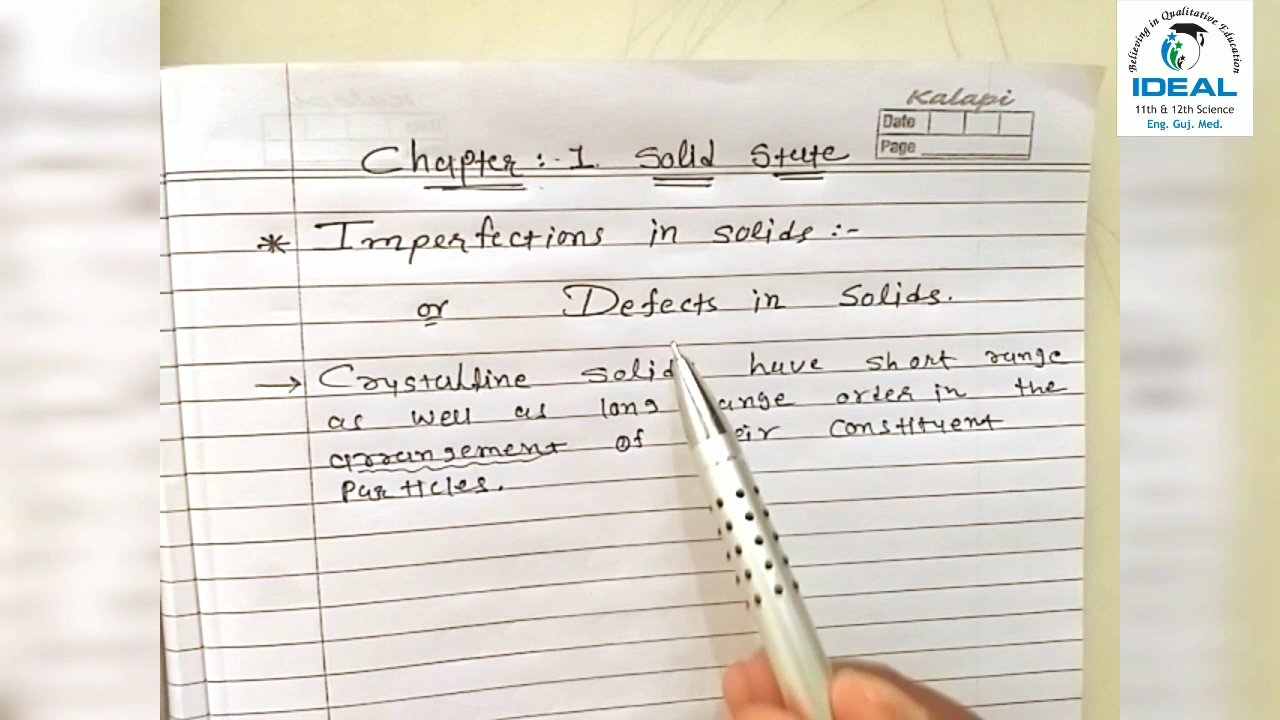 Believing in Qualitative Education
IDEAL
11th & 12th Science
Eng. Guj. Med.
Kalapi
Date
Page
Chapter :- 1. Solid State
* Imperfections in solids :-
or Defects in Solids.
→ Crystalline solid have short range
as well as long ange order in the
arrangement of eir constituent
Particles.